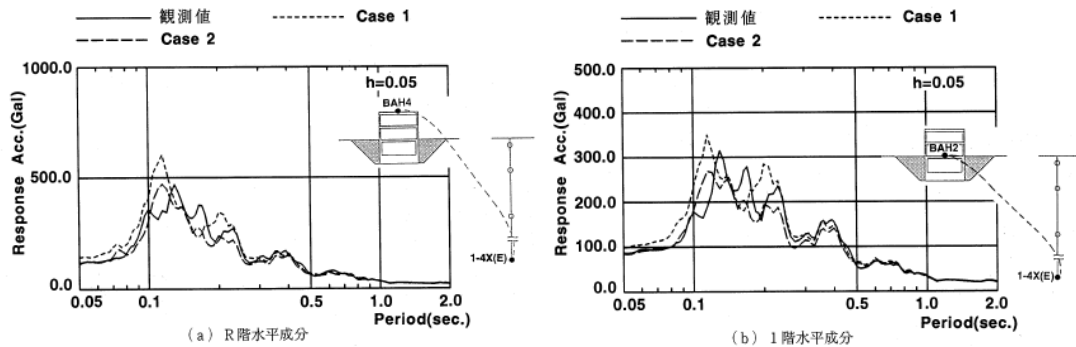 観測値
Case 1
Case 2
Response Acc.(Gal)
1000.0
500.0
0.0
h=0.05
BAH4
1-4X(E)
0.05
0.1
0.5
1.0
2.0
Period(sec.)
(a) R階水平成分
観測値
Case 1
Case 2
Response Acc.(Gal)
500.0
400.0
300.0
200.0
100.0
0.0
h=0.05
BAH2
1-4X(E)
0.05
0.1
0.5
1.0
2.0
Period(sec.)
(b) 1階水平成分